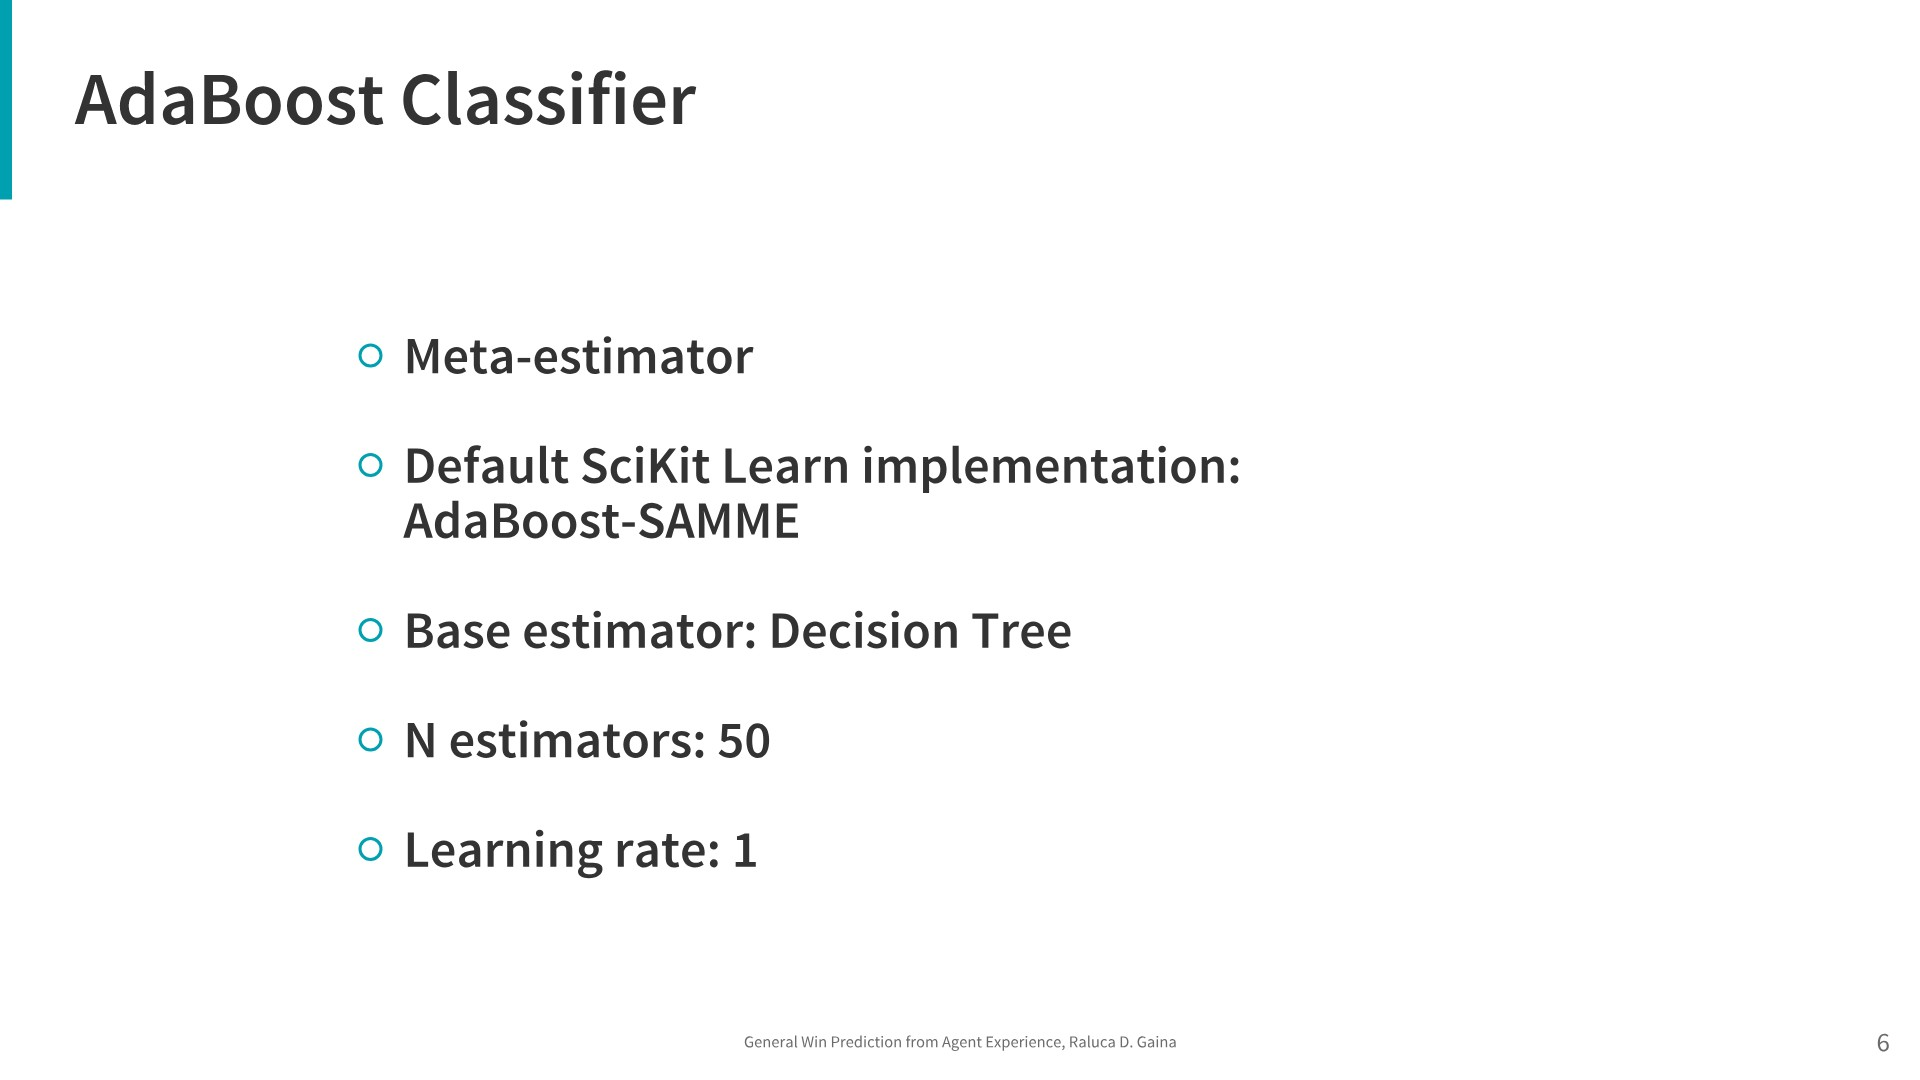 AdaBoost Classifier
Meta-estimator
Default SciKit Learn implementation:
AdaBoost-SAMME
Base estimator: Decision Tree
N estimators: 50
Learning rate: 1
General Win Prediction from Agent Experience, Raluca D. Gaina
6